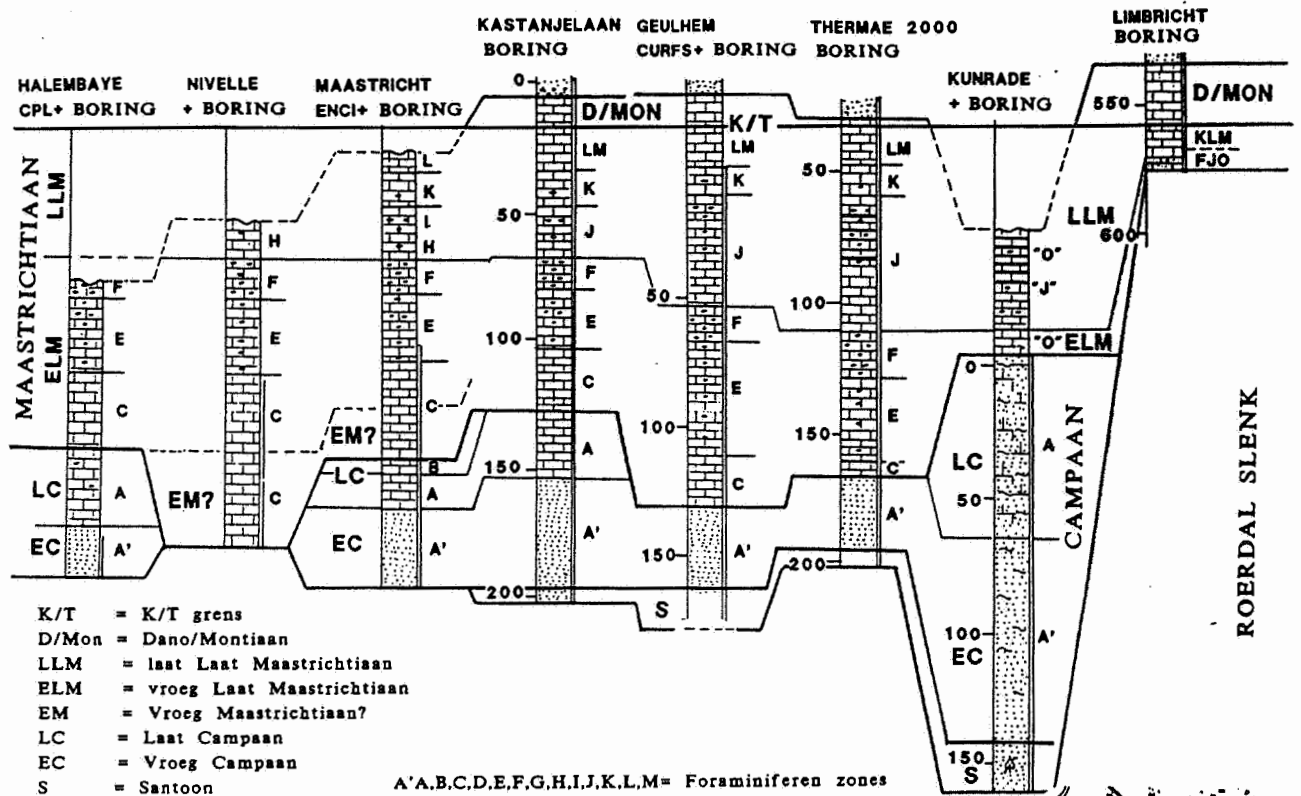 HALEMBAYE
CPL+ BORING
NIVELLE
+ BORING
MAASTRICHT
ENCI+ BORING
KASTANJELAAN
BORING
GEULHEM
CURFS+ BORING
THERMAE 2000
BORING
KUNRADE
+ BORING
LIMBRICHT
BORING
MAASTRICHTIAAN
LLM
ELM
LC
EC
F
E
C
A
A'
H
F
E
C
C
EM?
L
K
I
H
F
E
C
B
A
A'
EM?
LC
EC
0
50
100
150
200
D/MON
LM
K
J
F
E
C
A
A'
K/T
50
100
150
LM
K
J
F
E
C
A'
S
50
100
150
200
LM
K
J
F
E
C
A'
0
50
100
150
"O"
"J"
"O"
A
A'
LLM
ELM
LC
EC
S
CAMPAAN
550
600
D/MON
KLM
FJO
ROERDAL SLENK
K/T = K/T grens
D/Mon = Dano/Montiaan
LLM = laat Laat Maastrichtiaan
ELM = vroeg Laat Maastrichtiaan
EM = Vroeg Maastrichtiaan?
LC = Laat Campaan
EC = Vroeg Campaan
S = Santoon
A'A,B,C,D,E,F,G,H,I,J,K,L,M= Foraminiferen zones